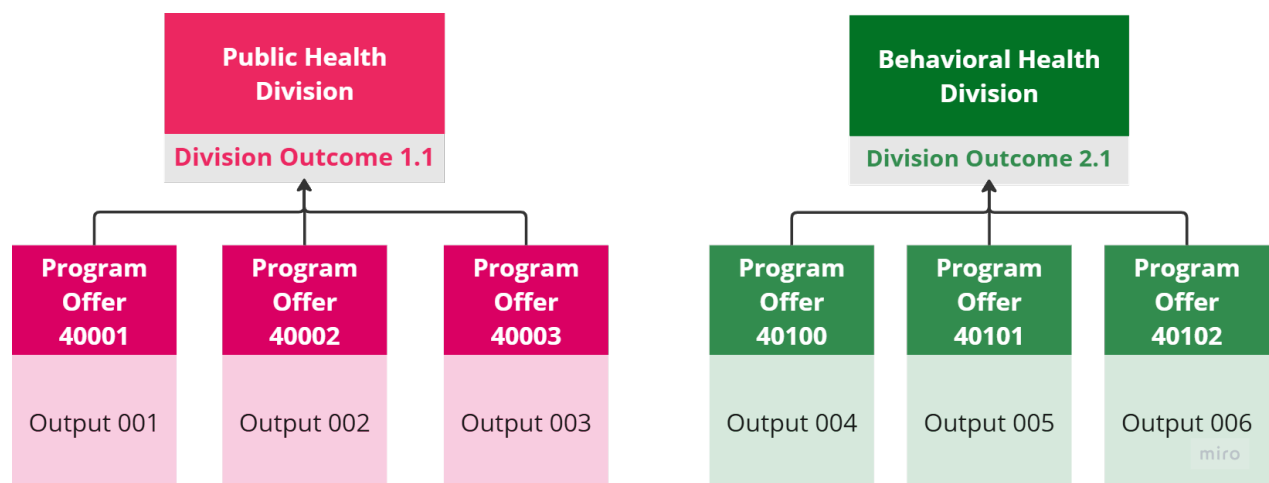 Public Health
Division
Division Outcome 1.1
Program
Offer
40001
Output 001
Program
Offer
40002
Output 002
Program
Offer
40003
Output 003
Behavioral Health
Division
Division Outcome 2.1
Program
Offer
40100
Output 004
Program
Offer
40101
Output 005
Program
Offer
40102
Output 006
miro